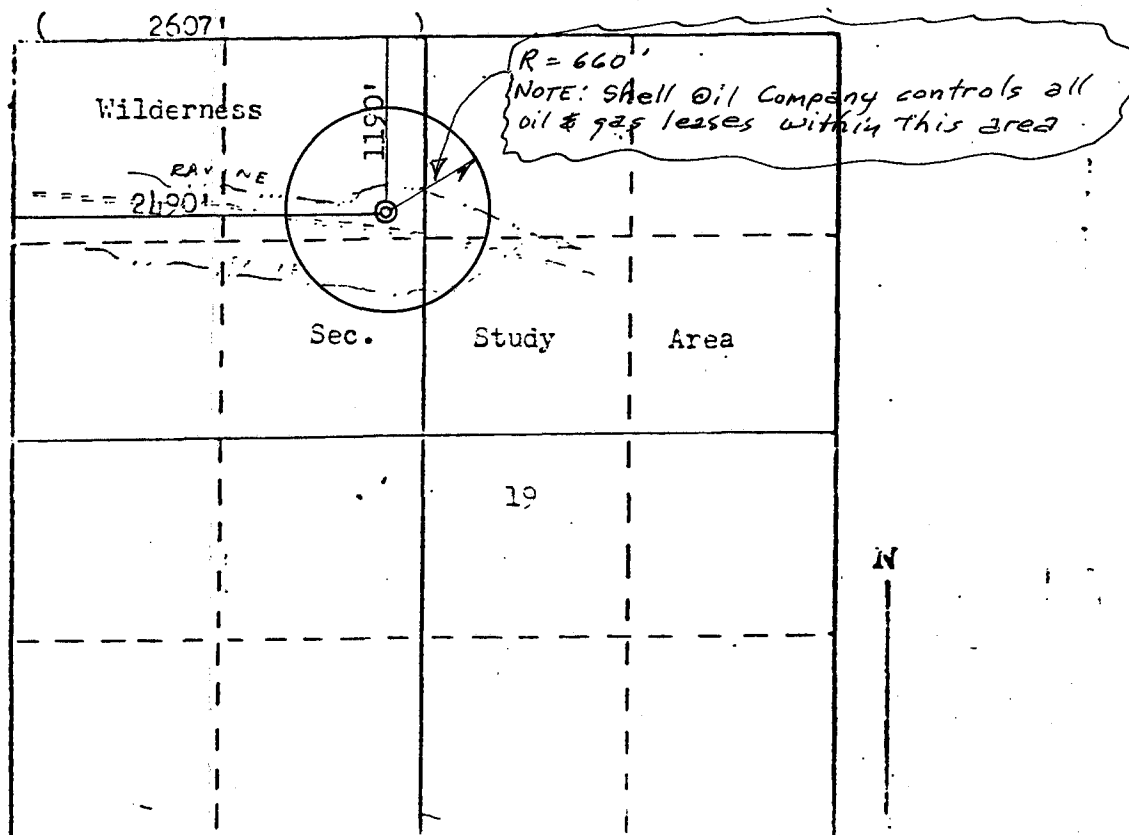 ( 2607' )
R = 660'
NOTE: Shell Oil Company controls all
oil & gas leases within this area
Wilderness
1190'
RAVINE
2490'
Sec. Study Area
19
N